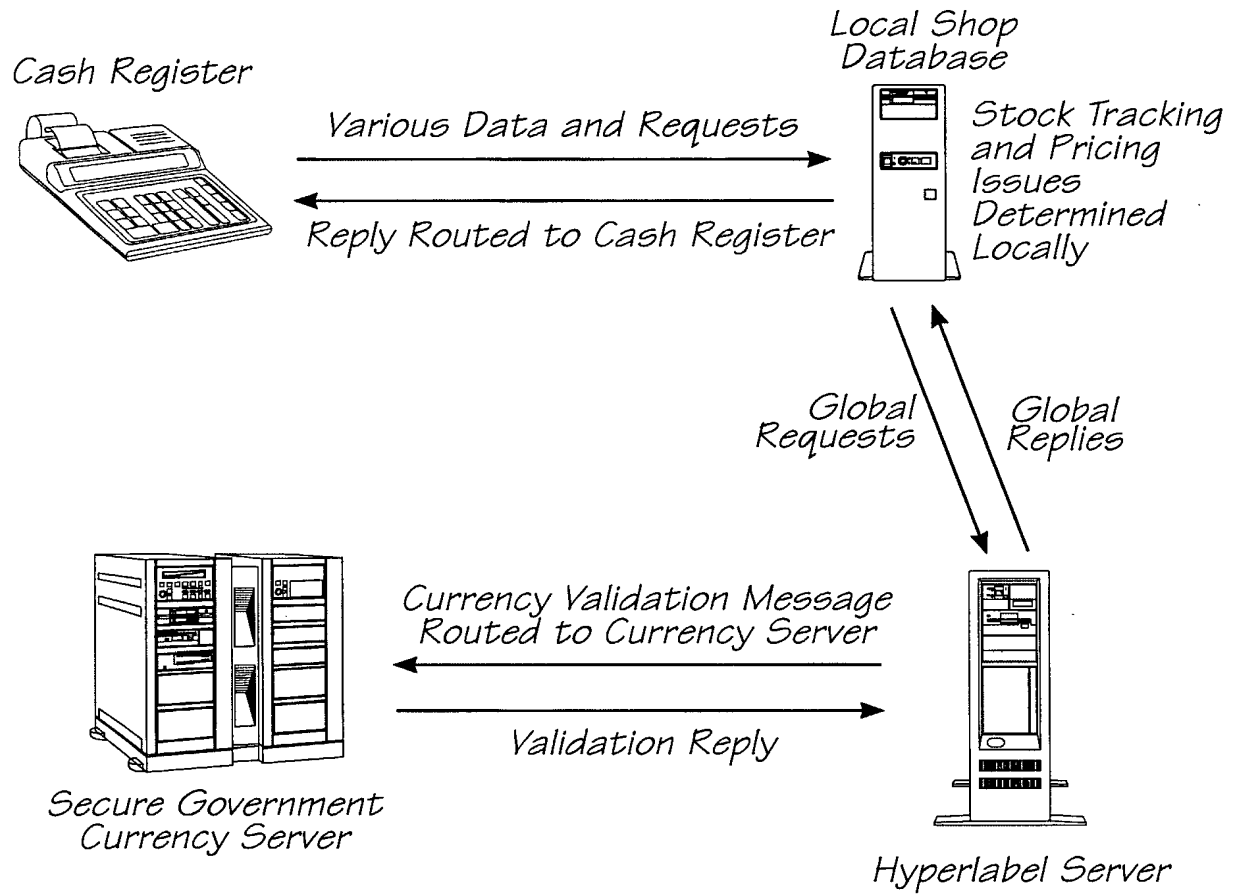 Cash Register
Local Shop
Database
Various Data and Requests
Reply Routed to Cash Register
Stock Tracking
and Pricing
Issues
Determined
Locally
Global
Requests
Global
Replies
Currency Validation Message
Routed to Currency Server
Validation Reply
Secure Government
Currency Server
Hyperlabel Server